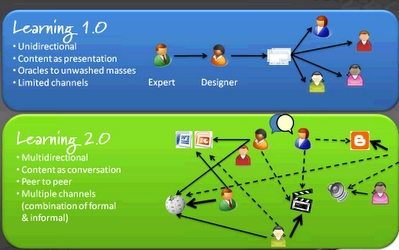 Learning 1.0
• Unidirectional
• Content as presentation
• Oracles to unwashed masses
• Limited channels
Expert
Designer
Learning 2.0
• Multidirectional
• Content as conversation
• Peer to peer
• Multiple channels
(combination of formal
& informal)